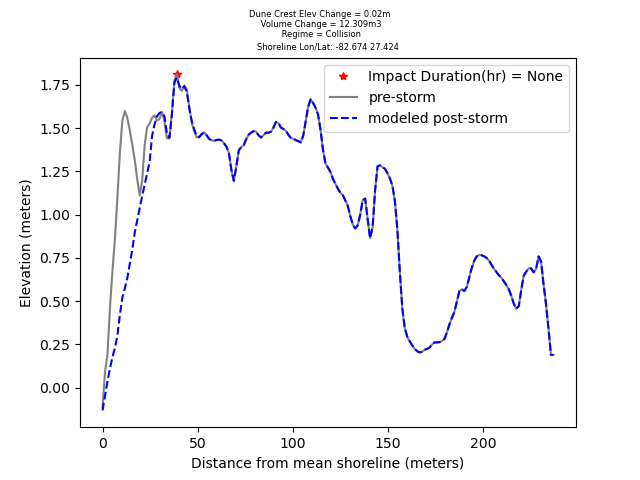 Dune Crest Elev Change = 0.02m
Volume Change = 12.309m3
Regime = Collision
Shoreline Lon/Lat: -82.674 27.424
Impact Duration(hr) = None
pre-storm
modeled post-storm
Elevation (meters)
1.75
1.50
1.25
1.00
0.75
0.50
0.25
0.00
0
50
100
150
200
Distance from mean shoreline (meters)